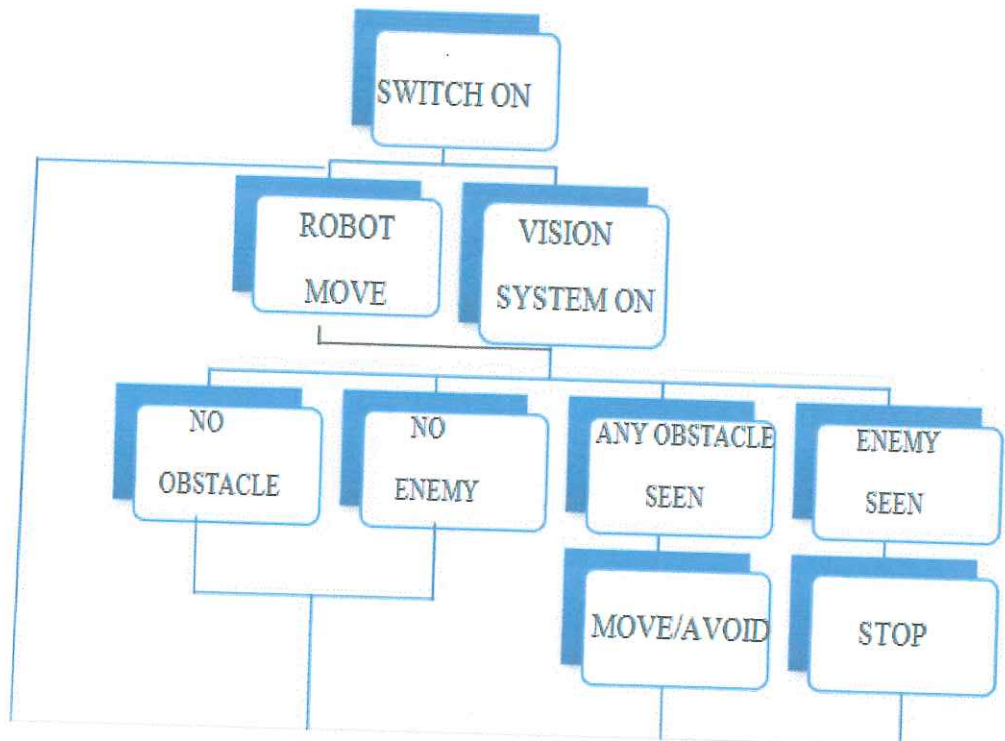 SWITCH ON
ROBOT
MOVE
VISION
SYSTEM ON
NO
OBSTACLE
NO
ENEMY
ANY OBSTACLE
SEEN
ENEMY
SEEN
MOVE/AVOID
STOP